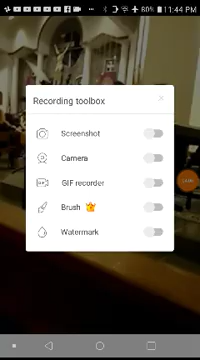 80% 11:44 PM
Recording toolbox
Screenshot
Camera
GIF recorder
Brush
Watermark